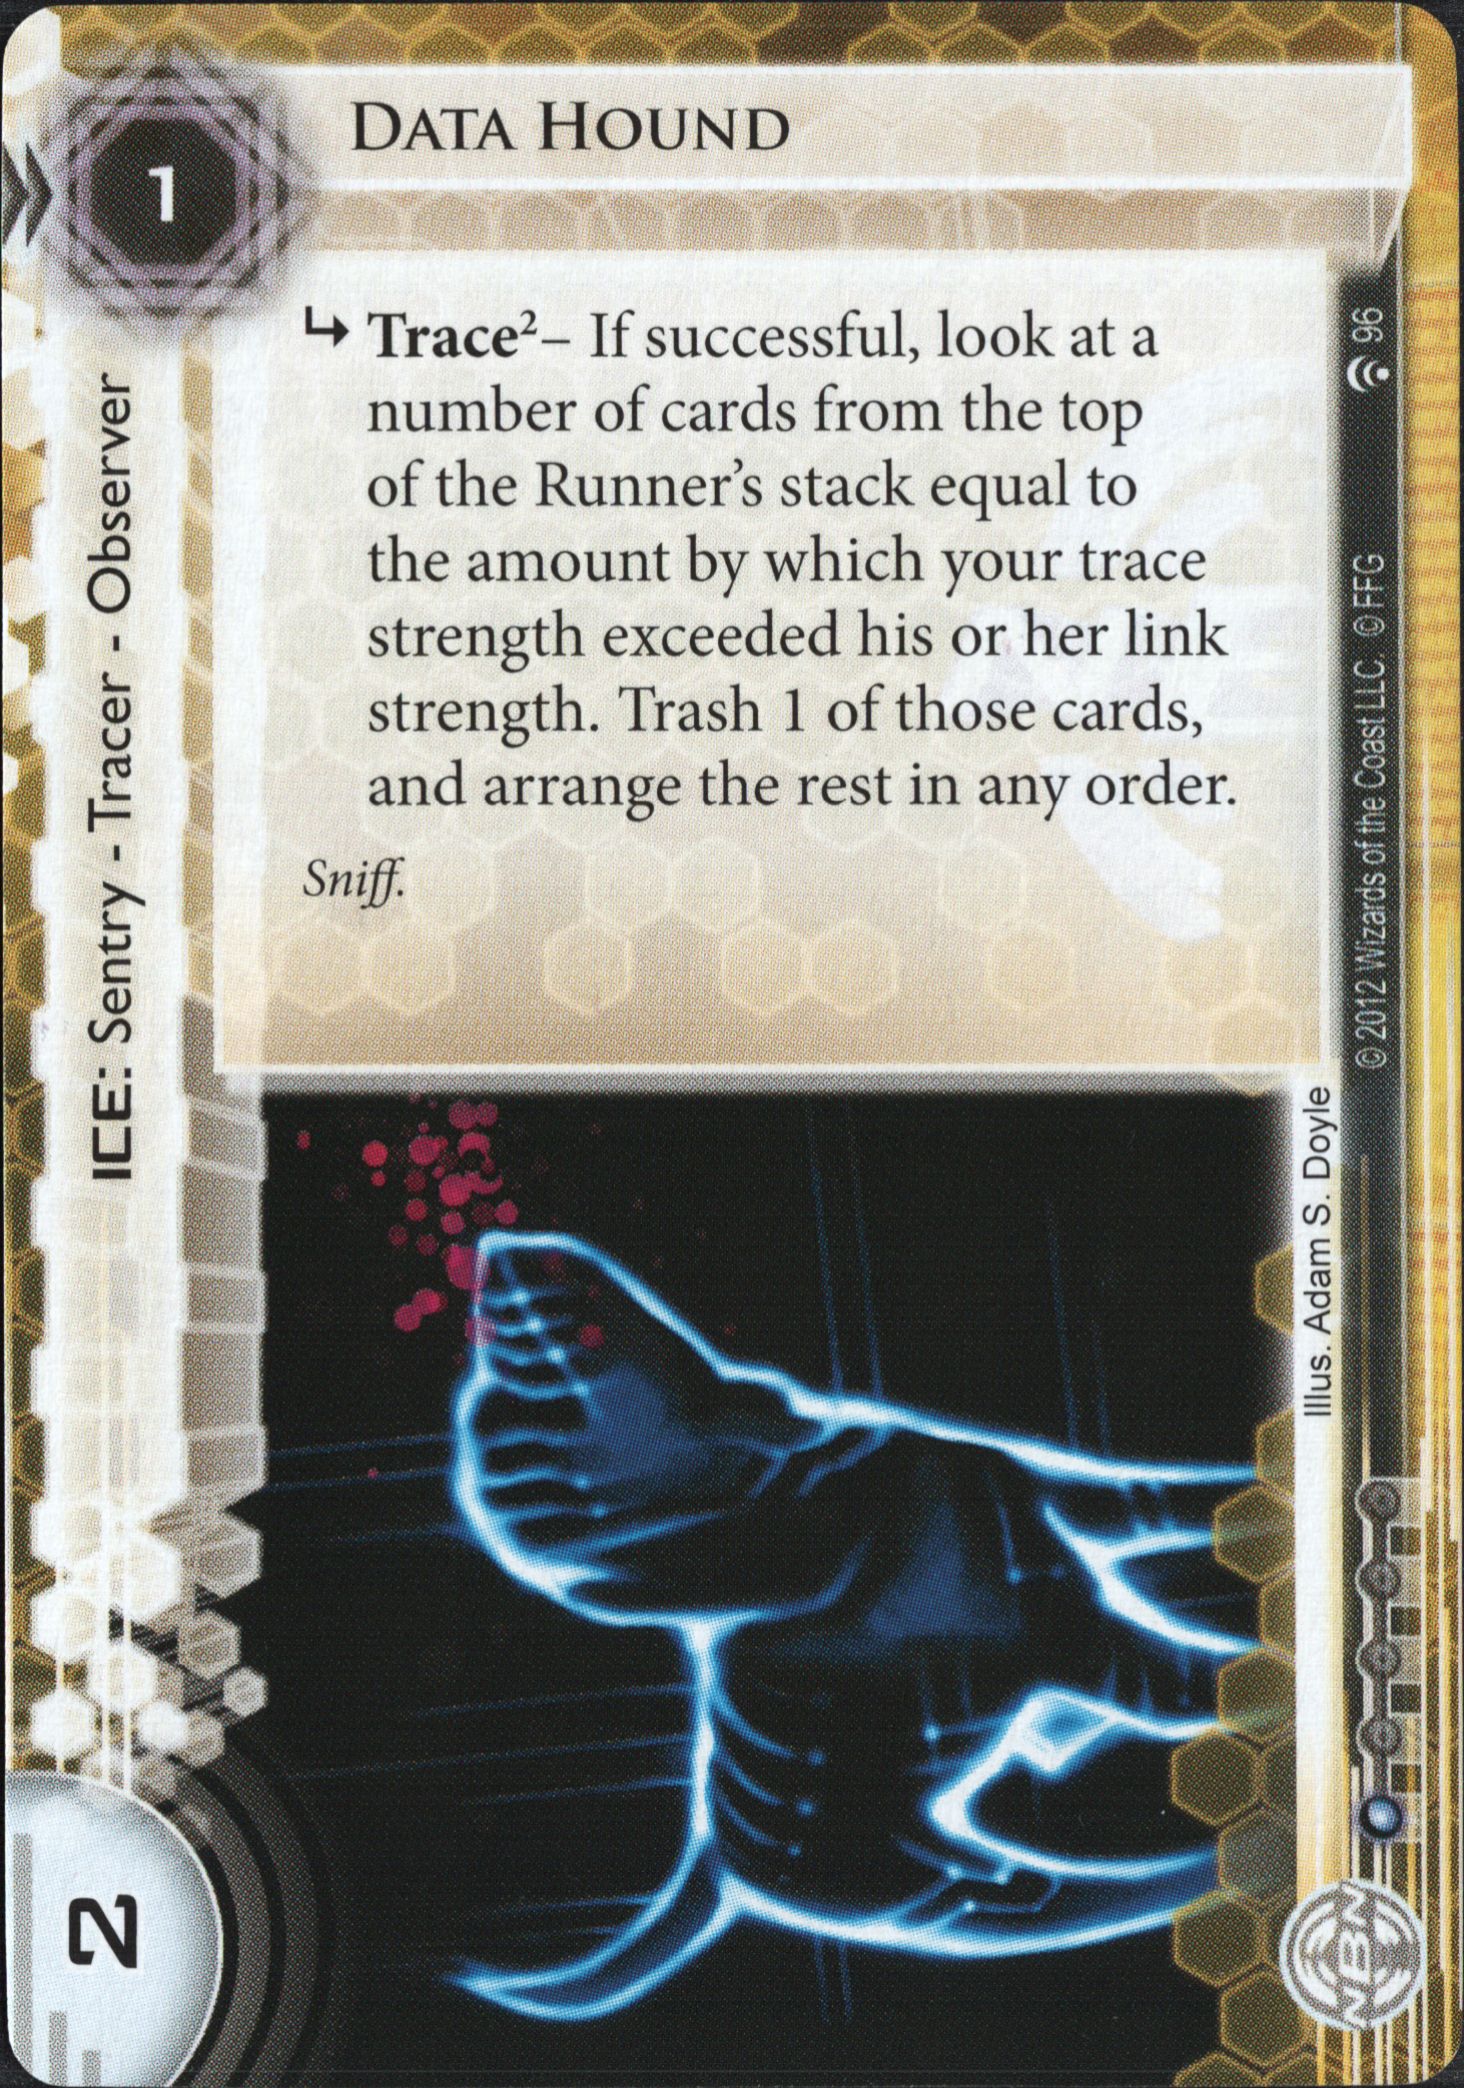 DATA HOUND
1
Trace²– If successful, look at a
number of cards from the top
of the Runner’s stack equal to
the amount by which your trace
strength exceeded his or her link
strength. Trash 1 of those cards,
and arrange the rest in any order.
Sniff.
ICE: Sentry - Tracer - Observer
2
Illus. Adam S. Doyle
© 2012 Wizards of the Coast LLC. © FFG
96
NBN